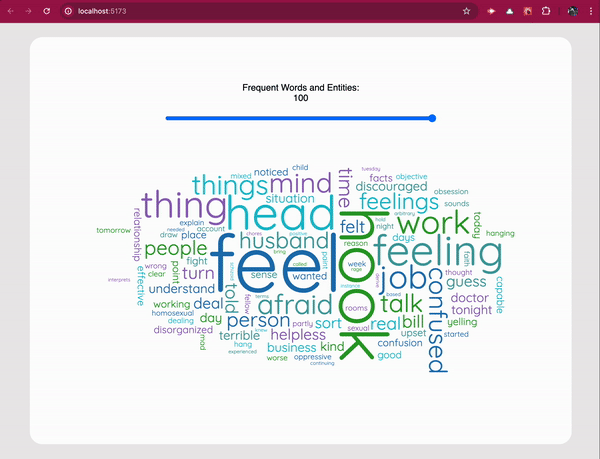 localhost:5173
Frequent Words and Entities:
100
child
tuesday
noticed
mixed
things
mind
time
facts
objective
discouraged
obsession
situation
thing
head
feelings
sounds
arbitrary
relationship
explain
needed
account
felt
hold
night
work
today
tomorrow
draw
place
chores
positive
husband
hook
reason
days
hanging
people
fight
bring
feel
feeling
faith
wrong
clear
point
turn
sense
called
wanted
week
rage
job
thought
interprets
effective
understand
instance
confused
guess
capable
working
deal
told
terms
fellow
afraid
rooms
based
talk
doctor
tonight
homosexual
dealing
day
person
partly
sort
sexual
real
bill
yelling
disorganized
terrible
knew
helpless
upset
started
mad
hang
business
kind
confusion
experienced
worse
oppressive
good
continuing